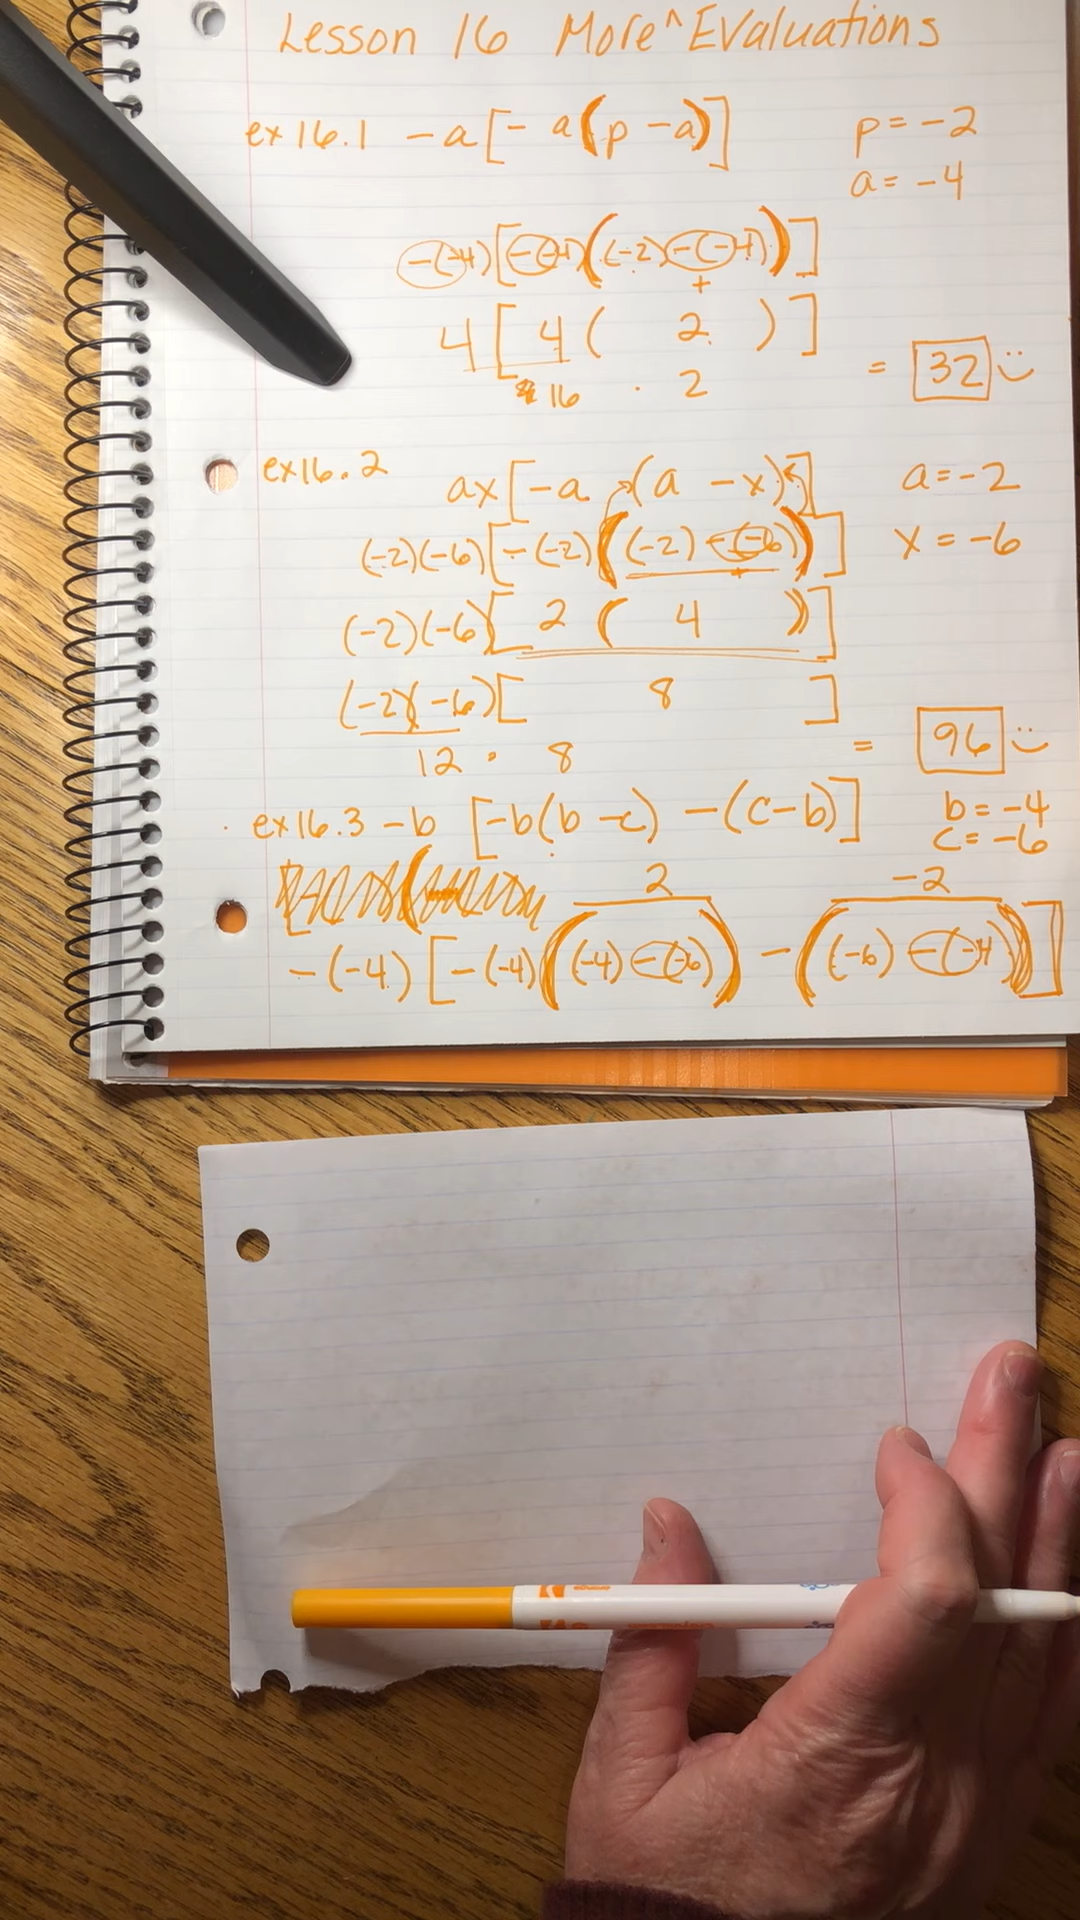 Lesson 16 More^Evaluations
ex 16.1 -a[- a(p -a)] p = -2
a = -4
-(-4)[-(-4)((-2)-(-4))]
+
4[ 4( 2 )]
16 · 2 = 32
ex 16.2 ax[-a (a -x)] a = -2
(-2)(-6)[-(-2)((-2) -(-6))] x = -6
+
(-2)(-6)[ 2 ( 4 ))]
(-2)(-6)[ 8 ]
12 · 8 = 96
ex 16.3 -b [-b(b -c) -(c-b)] b = -4
c = -6
2 -2
-(-4) [-(-4)((-4) -(-6)) - ((-6) -(-4))]